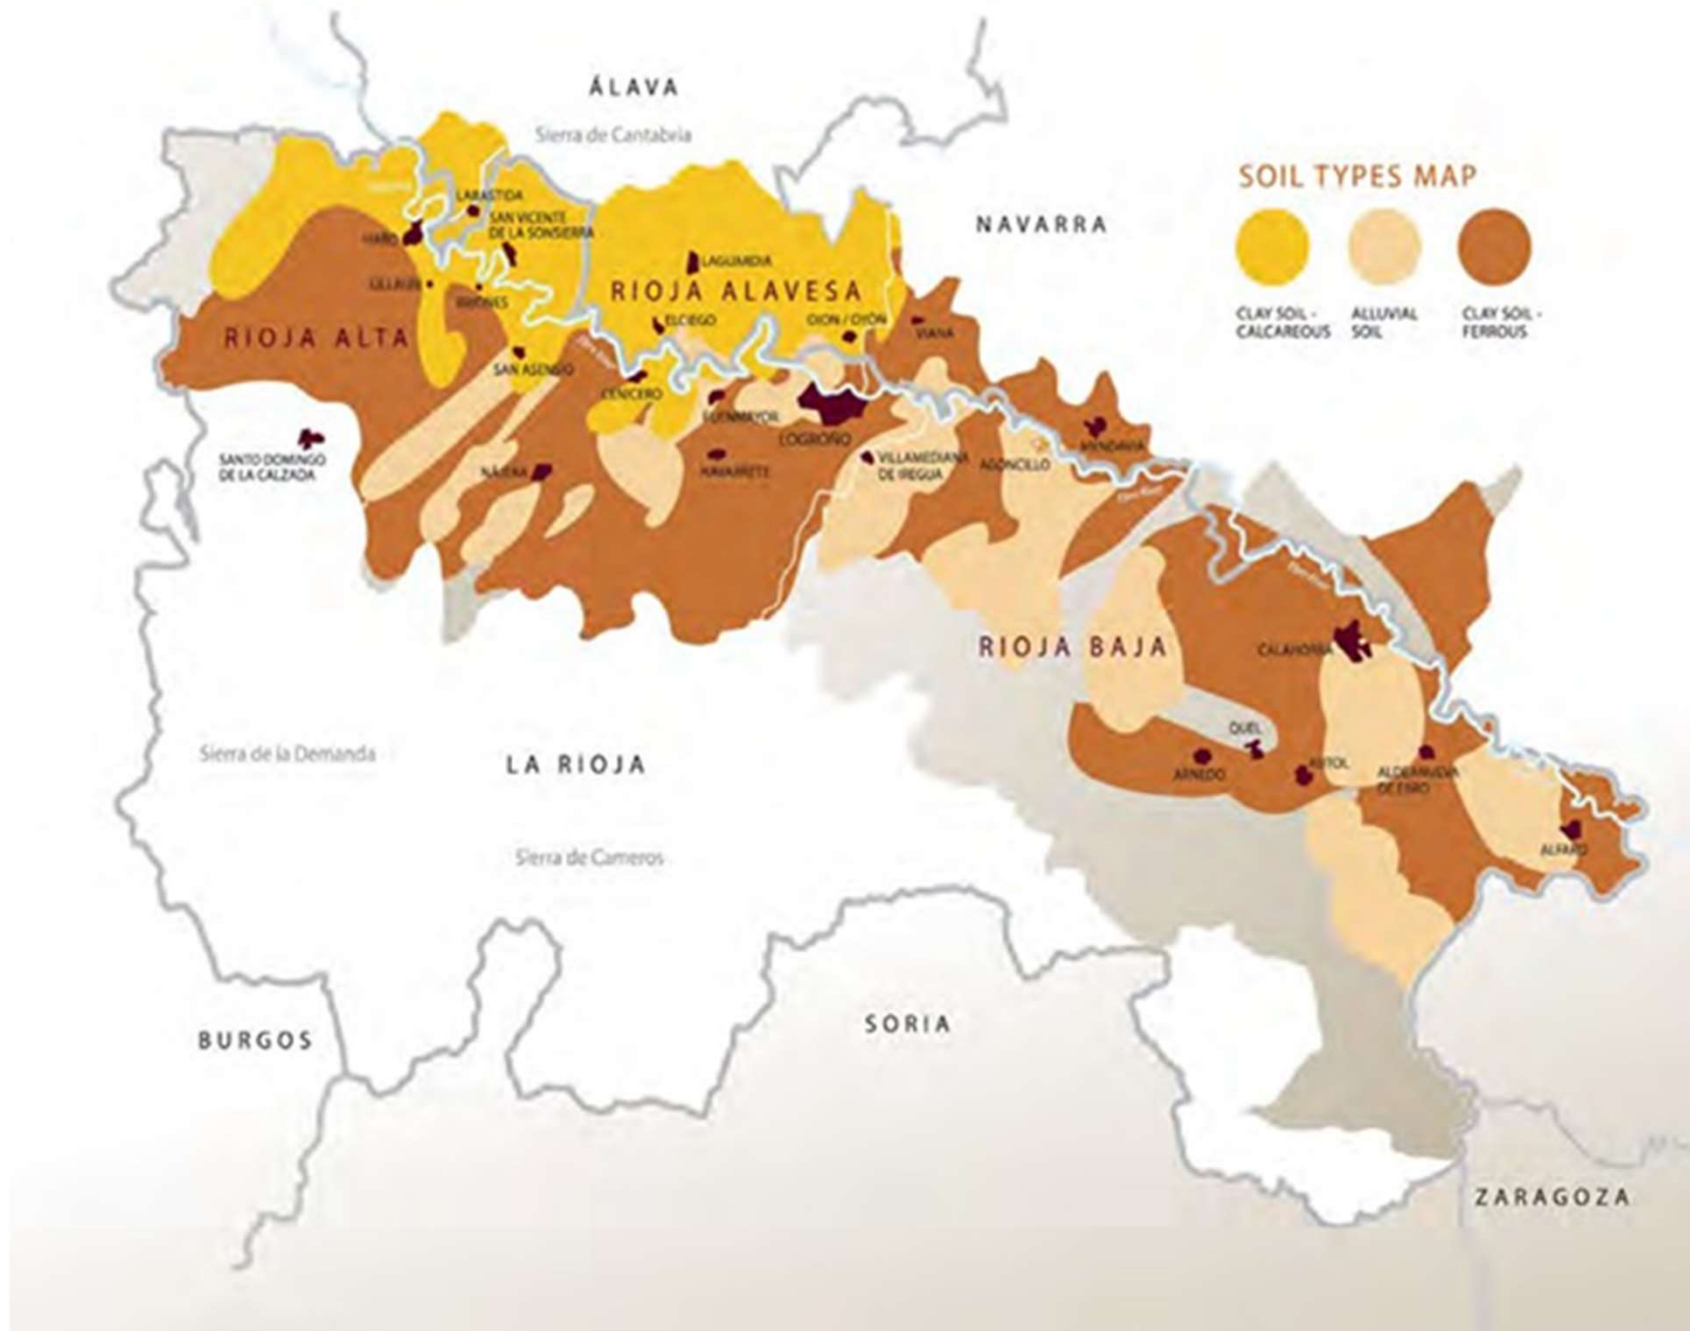 ÁLAVA
Sierra de Cantabria
SOIL TYPES MAP
CLAY SOIL -
CALCAREOUS
ALLUVIAL
SOIL
CLAY SOIL -
FERROUS
NAVARRA
LABASTIDA
SAN VICENTE
DE LA SONSIERRA
HARO
LAGUARDIA
BRIONES
RIOJA ALAVESA
ELCIEGO
OION / OYÓN
VIANA
RIOJA ALTA
SAN ASENSIO
CENICERO
FUENMAYOR
LOGROÑO
MENDAVIA
SANTO DOMINGO
DE LA CALZADA
NÁJERA
NAVARRETE
VILLAMEDIANA
DE IREGUA
AGONCILLO
Ebro River
RIOJA BAJA
CALAHORRA
QUEL
ARNEDO
AUTOL
ALDEANUEVA
DE EBRO
ALFARO
Sierra de la Demanda
LA RIOJA
Sierra de Cameros
BURGOS
SORIA
ZARAGOZA